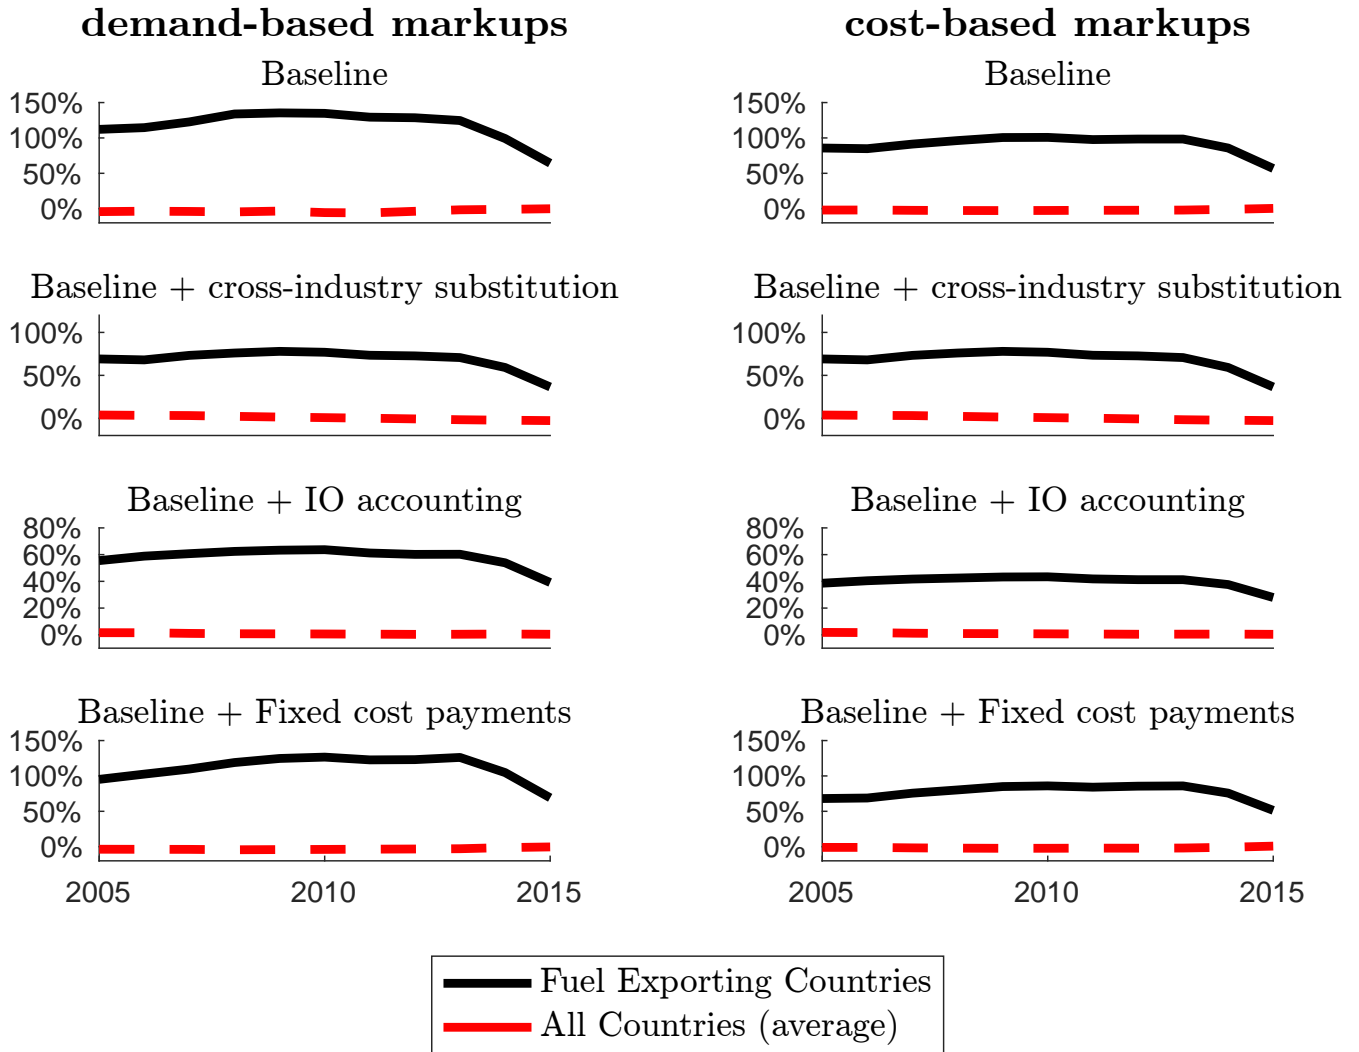 demand-based markups
cost-based markups
Baseline
150%
100%
50%
0%
Baseline
150%
100%
50%
0%
Baseline + cross-industry substitution
100%
50%
0%
Baseline + cross-industry substitution
100%
50%
0%
Baseline + IO accounting
80%
60%
40%
20%
0%
Baseline + IO accounting
80%
60%
40%
20%
0%
Baseline + Fixed cost payments
150%
100%
50%
0%
2005 2010 2015
Baseline + Fixed cost payments
150%
100%
50%
0%
2005 2010 2015
Fuel Exporting Countries
All Countries (average)